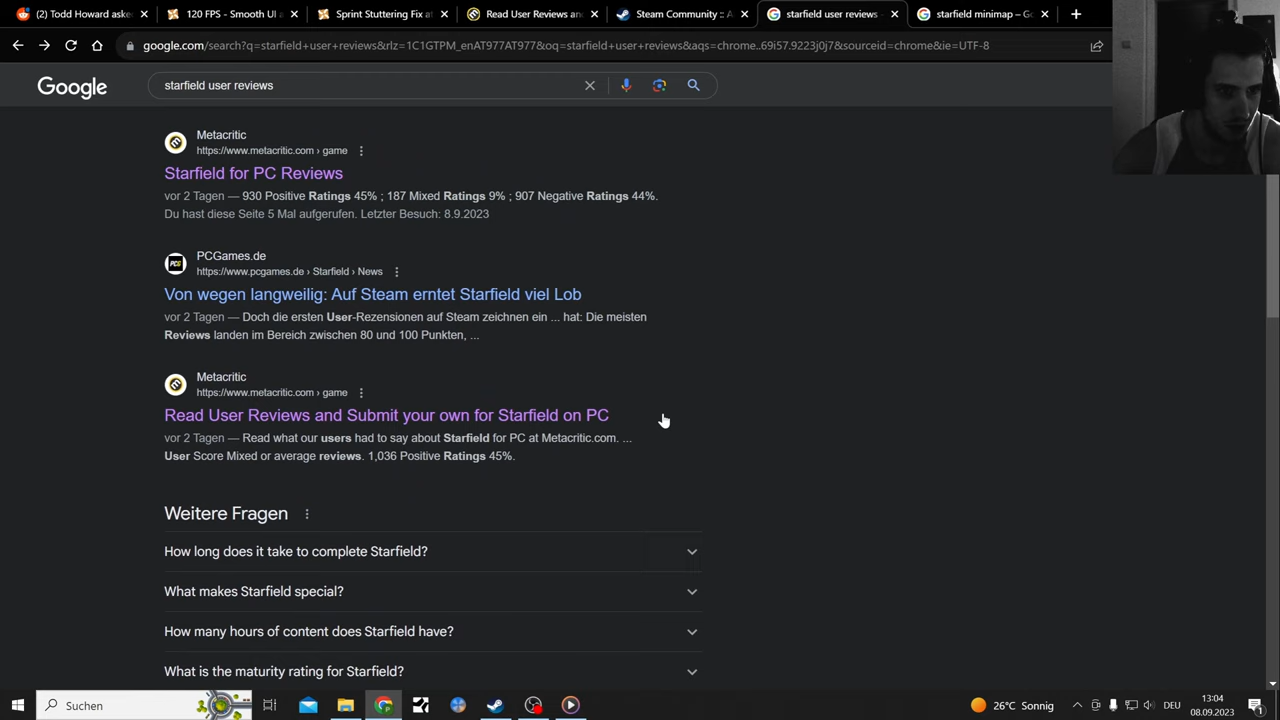 (2) Todd Howard aske
120 FPS - Smooth UI a
Sprint Stuttering Fix at
Read User Reviews an
Steam Community :: A
starfield user reviews
starfield minimap – Go
google.com/search?q=starfield+user+reviews&rlz=1C1GTPM_enAT977AT977&oq=starfield+user+reviews&aqs=chrome..69i57.9223j0j7&sourceid=chrome&ie=UTF-8
Google
starfield user reviews
Metacritic
https://www.metacritic.com › game
Starfield for PC Reviews
vor 2 Tagen — 930 Positive Ratings 45% ; 187 Mixed Ratings 9% ; 907 Negative Ratings 44%.
Du hast diese Seite 5 Mal aufgerufen. Letzter Besuch: 8.9.2023
PCG
PCGames.de
https://www.pcgames.de › Starfield › News
Von wegen langweilig: Auf Steam erntet Starfield viel Lob
vor 2 Tagen — Doch die ersten User-Rezensionen auf Steam zeichnen ein ... hat: Die meisten
Reviews landen im Bereich zwischen 80 und 100 Punkten, ...
Metacritic
https://www.metacritic.com › game
Read User Reviews and Submit your own for Starfield on PC
vor 2 Tagen — Read what our users had to say about Starfield for PC at Metacritic.com. ...
User Score Mixed or average reviews. 1,036 Positive Ratings 45%.
Weitere Fragen
How long does it take to complete Starfield?
What makes Starfield special?
How many hours of content does Starfield have?
What is the maturity rating for Starfield?
Suchen
26°C Sonnig
DEU
13:04
08.09.2023
1